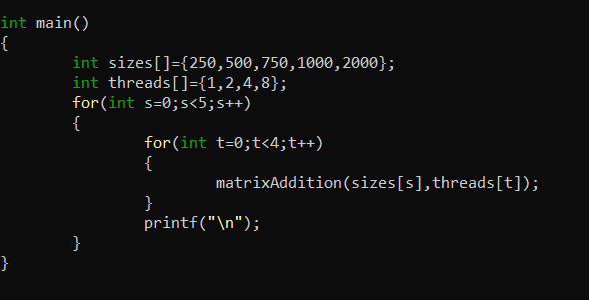 int main()
{
        int sizes[]={250,500,750,1000,2000};
        int threads[]={1,2,4,8};
        for(int s=0;s<5;s++)
        {
                for(int t=0;t<4;t++)
                {
                        matrixAddition(sizes[s],threads[t]);
                }
                printf("\n");
        }
}